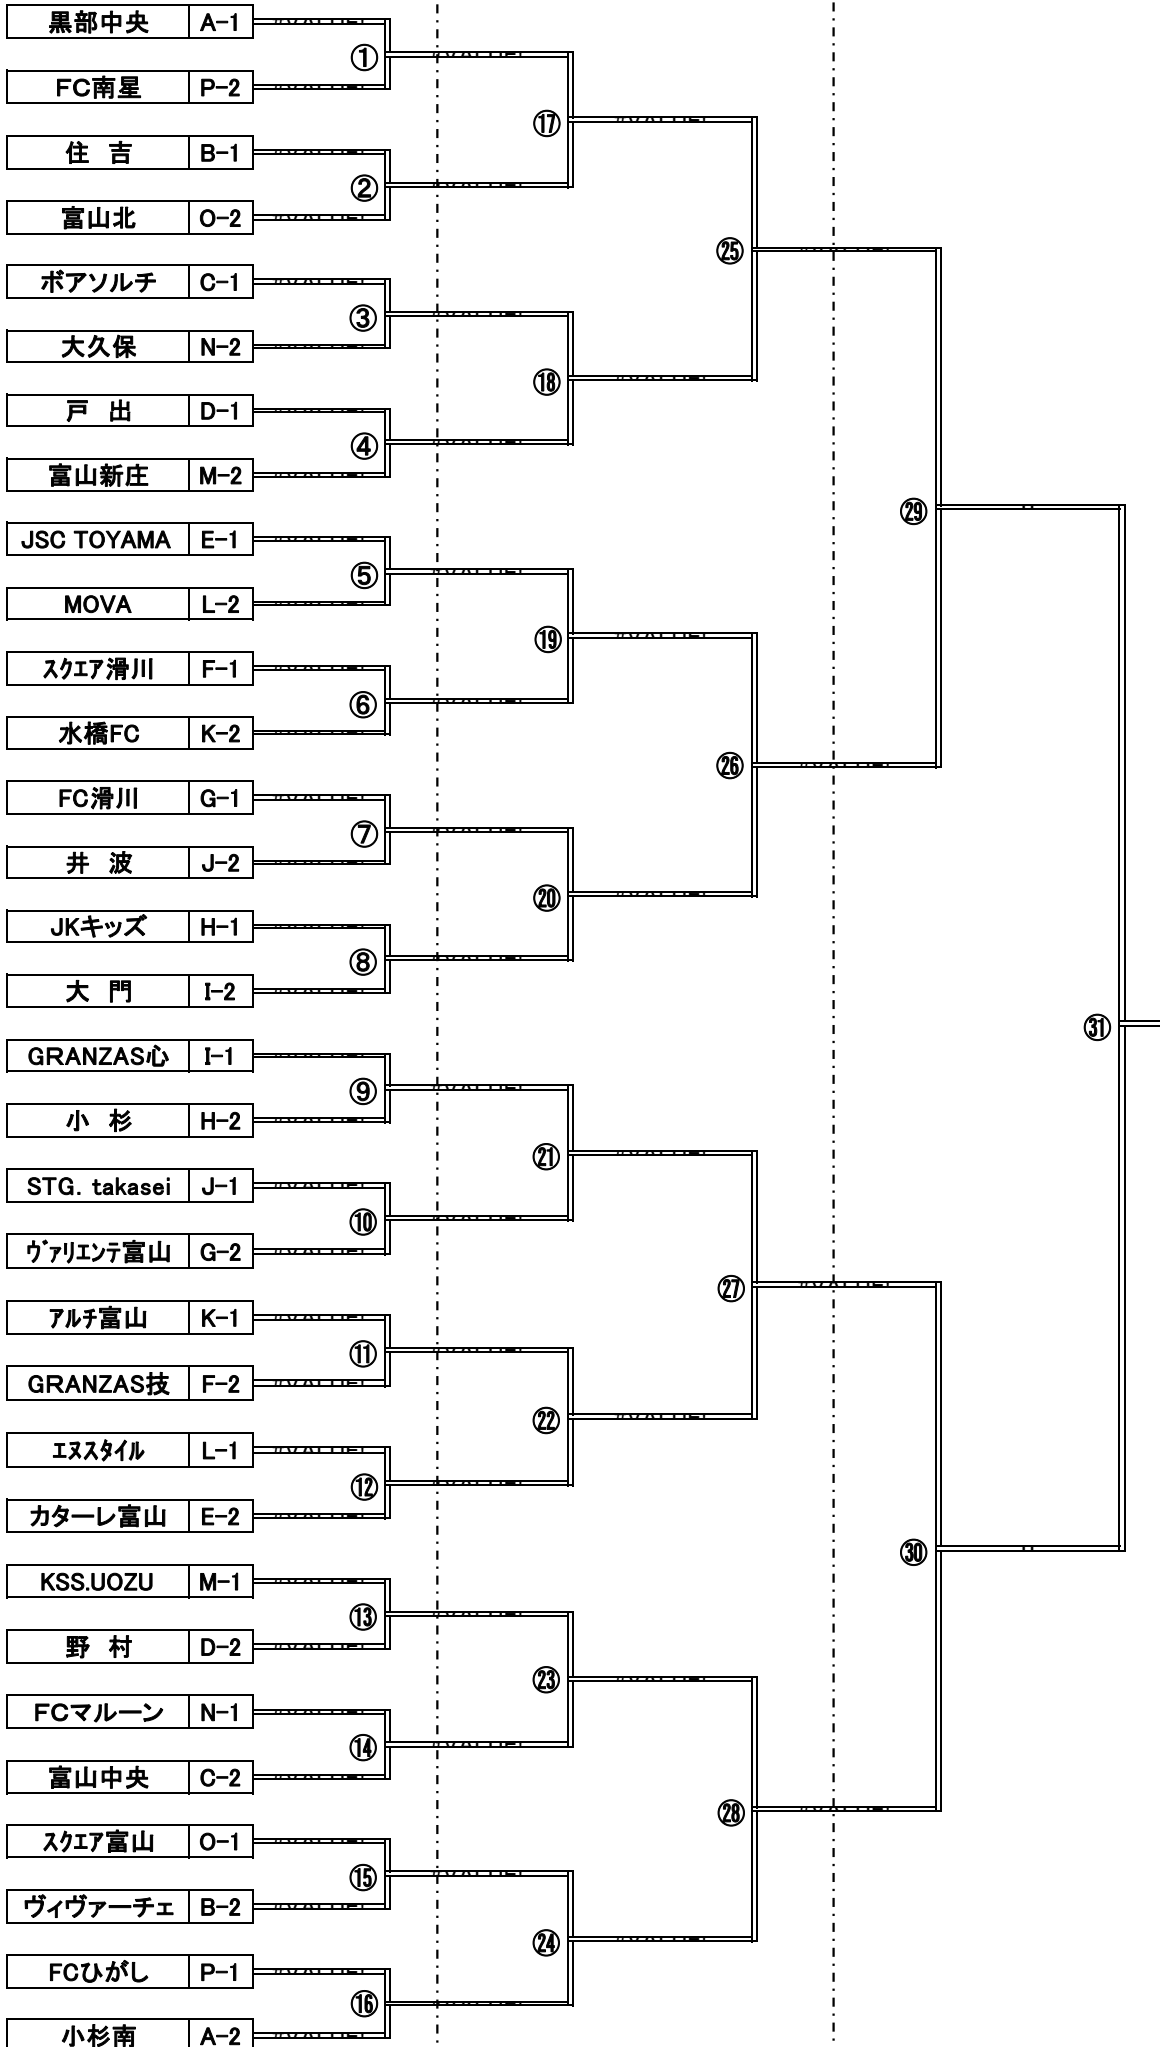 黒部中央 A-1
①
FC南星 P-2
⑰
住　吉 B-1
②
富山北 O-2
㉕
ボアソルチ C-1
③
大久保 N-2
⑱
戸　出 D-1
④
富山新庄 M-2
㉙
JSC TOYAMA E-1
⑤
MOVA L-2
⑲
スクエア滑川 F-1
⑥
水橋FC K-2
㉖
FC滑川 G-1
⑦
井　波 J-2
⑳
JKキッズ H-1
⑧
大　門 I-2
㉛
GRANZAS心 I-1
⑨
小　杉 H-2
㉑
STG. takasei J-1
⑩
ヴァリエンテ富山 G-2
㉗
アルチ富山 K-1
⑪
GRANZAS技 F-2
㉒
エヌスタイル L-1
⑫
カターレ富山 E-2
㉚
KSS.UOZU M-1
⑬
野　村 D-2
㉓
FCマルーン N-1
⑭
富山中央 C-2
㉘
スクエア富山 O-1
⑮
ヴィヴァーチェ B-2
㉔
FCひがし P-1
⑯
小杉南 A-2